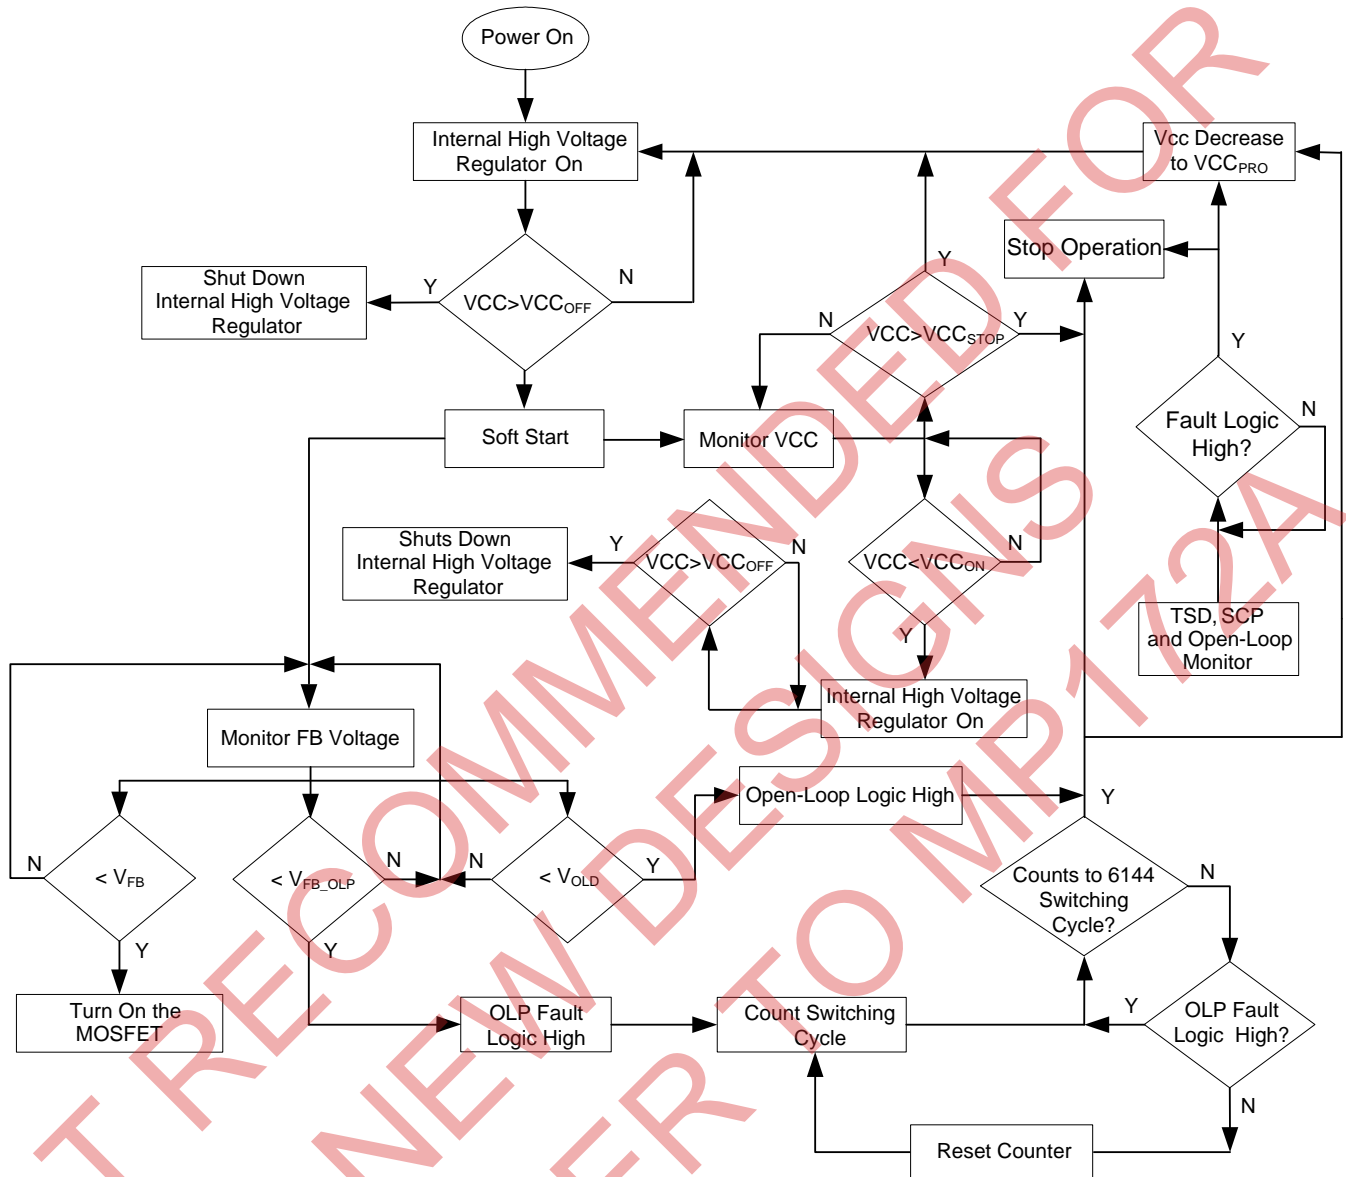 Power On
Internal High Voltage
Regulator On
Vcc Decrease
to VCCPRO
Stop Operation
Shut Down
Internal High Voltage
Regulator
Y
VCC>VCCOFF
N
Y
N
VCC>VCCSTOP
Y
Y
Fault Logic
High?
N
Soft Start
Monitor VCC
Shuts Down
Internal High Voltage
Regulator
Y
VCC>VCCOFF
N
VCC<VCCON
N
Y
TSD, SCP
and Open-Loop
Monitor
Internal High Voltage
Regulator On
Monitor FB Voltage
Open-Loop Logic High
Y
N
< VFB
Y
< VFB_OLP
N
Y
N
< VOLD
Y
Counts to 6144
Switching
Cycle?
N
Turn On the
MOSFET
OLP Fault
Logic High
Count Switching
Cycle
Y
OLP Fault
Logic High?
N
Reset Counter
T RECOMMENDED FOR
NEW DESIGNS
ER TO MP172A